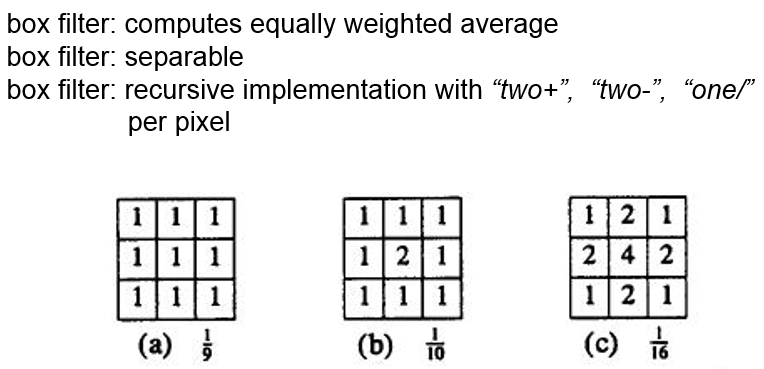 box filter: computes equally weighted average
box filter: separable
box filter: recursive implementation with “two+”, “two-”, “one/”
per pixel
1 1 1 1 1 1 1 2 1
1 1 1 1 2 1 2 4 2
1 1 1 1 1 1 1 2 1
(a) 1/9 (b) 1/10 (c) 1/16